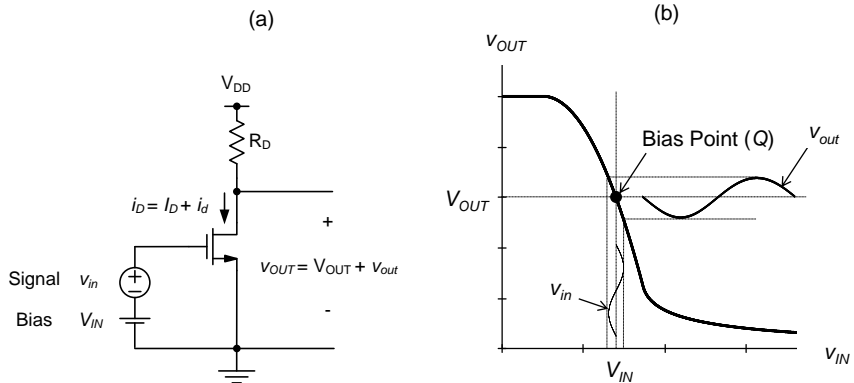 (a)
V_DD
R_D
i_D = I_D + i_d
+
v_OUT = V_OUT + v_out
-
Signal v_in
Bias V_IN
+
(b)
v_OUT
Bias Point (Q)
v_out
V_OUT
v_in
V_IN
v_IN